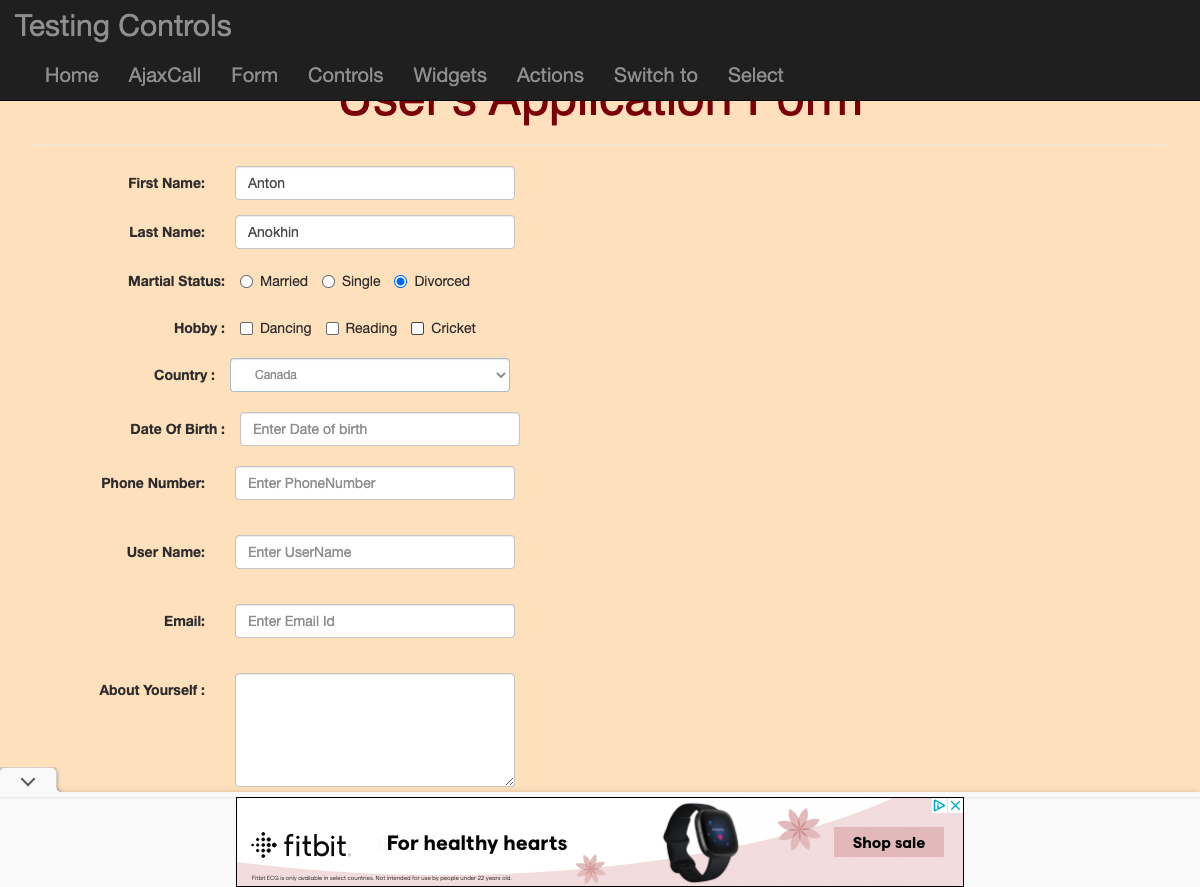 Testing Controls
Home AjaxCall Form Controls Widgets Actions Switch to Select
User's Application Form
First Name: Anton
Last Name: Anokhin
Martial Status: Married Single Divorced
Hobby : Dancing Reading Cricket
Country : Canada
Date Of Birth : Enter Date of birth
Phone Number: Enter PhoneNumber
User Name: Enter UserName
Email: Enter Email Id
About Yourself :
fitbit. For healthy hearts Shop sale
Fitbit ECG is only available in select countries. Not intended for use by people under 22 years old.